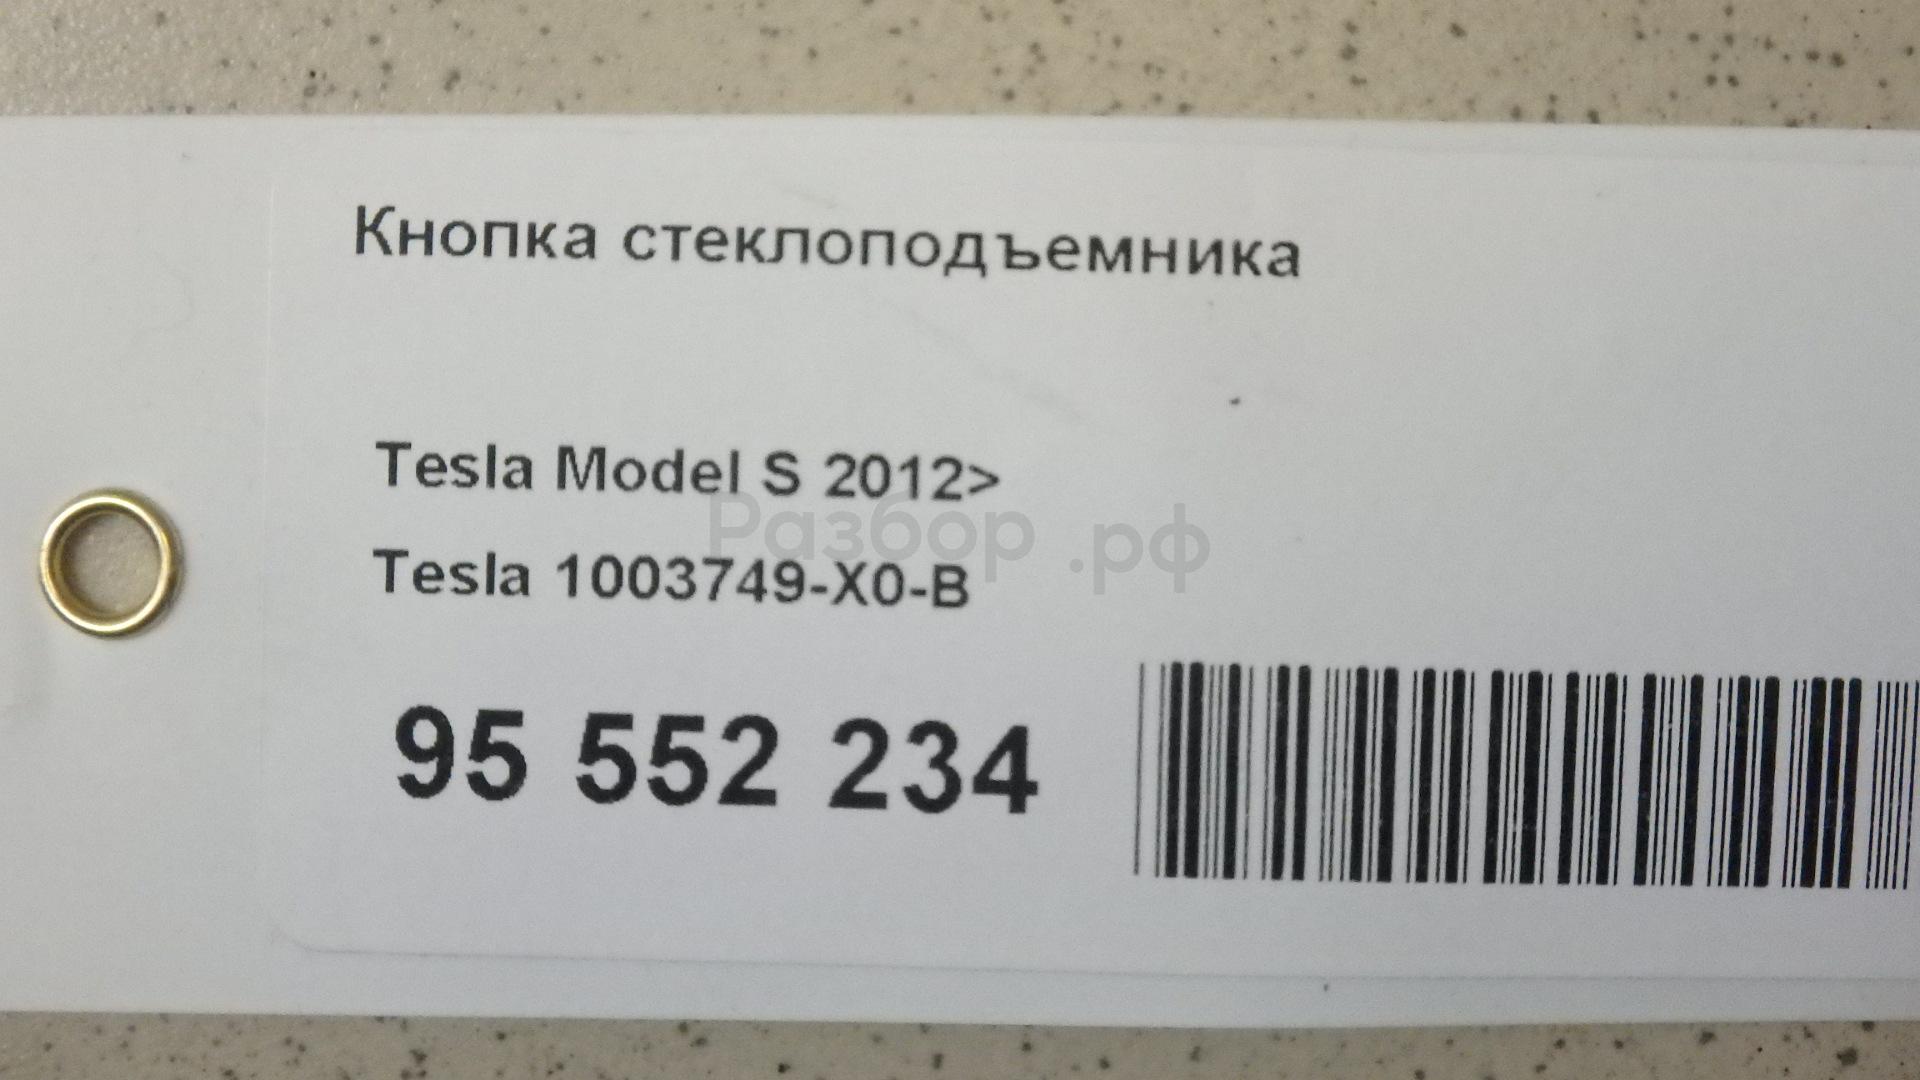 Кнопка стеклоподъемника
Tesla Model S 2012>
Разбор.рф
Tesla 1003749-X0-B
95 552 234